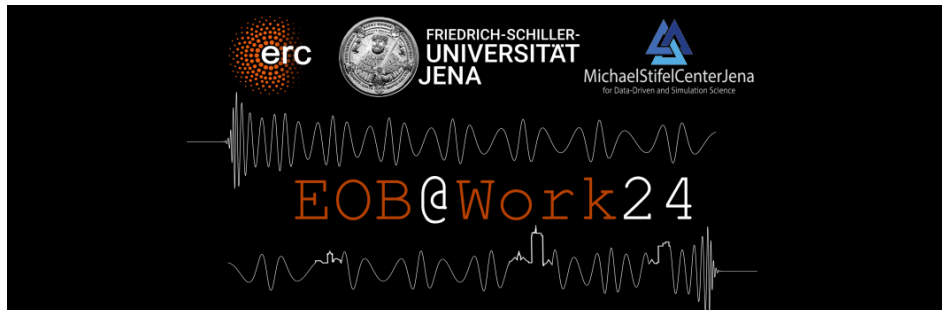 erc
FRIEDRICH-SCHILLER-
UNIVERSITÄT
JENA
MichaelStifelCenterJena
for Data-Driven and Simulation Science
EOB@Work24